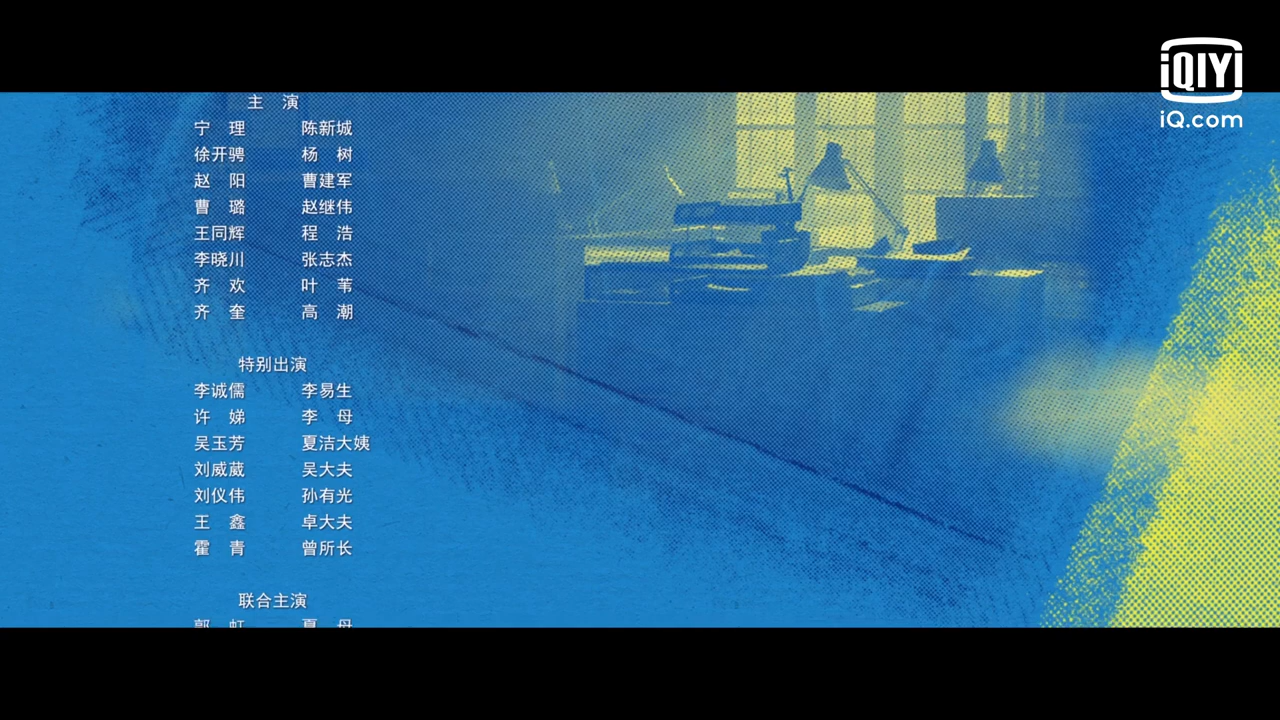 iQIYI
iQ.com
主 演
宁 理 陈新城
徐开骋 杨 树
赵 阳 曹建军
曹 璐 赵继伟
王同辉 程 浩
李晓川 张志杰
齐 欢 叶 苇
齐 奎 高 潮
特别出演
李诚儒 李易生
许 娣 李 母
吴玉芳 夏洁大姨
刘威葳 吴大夫
刘仪伟 孙有光
王 鑫 卓大夫
霍 青 曾所长
联合主演
郭 虹 夏 母